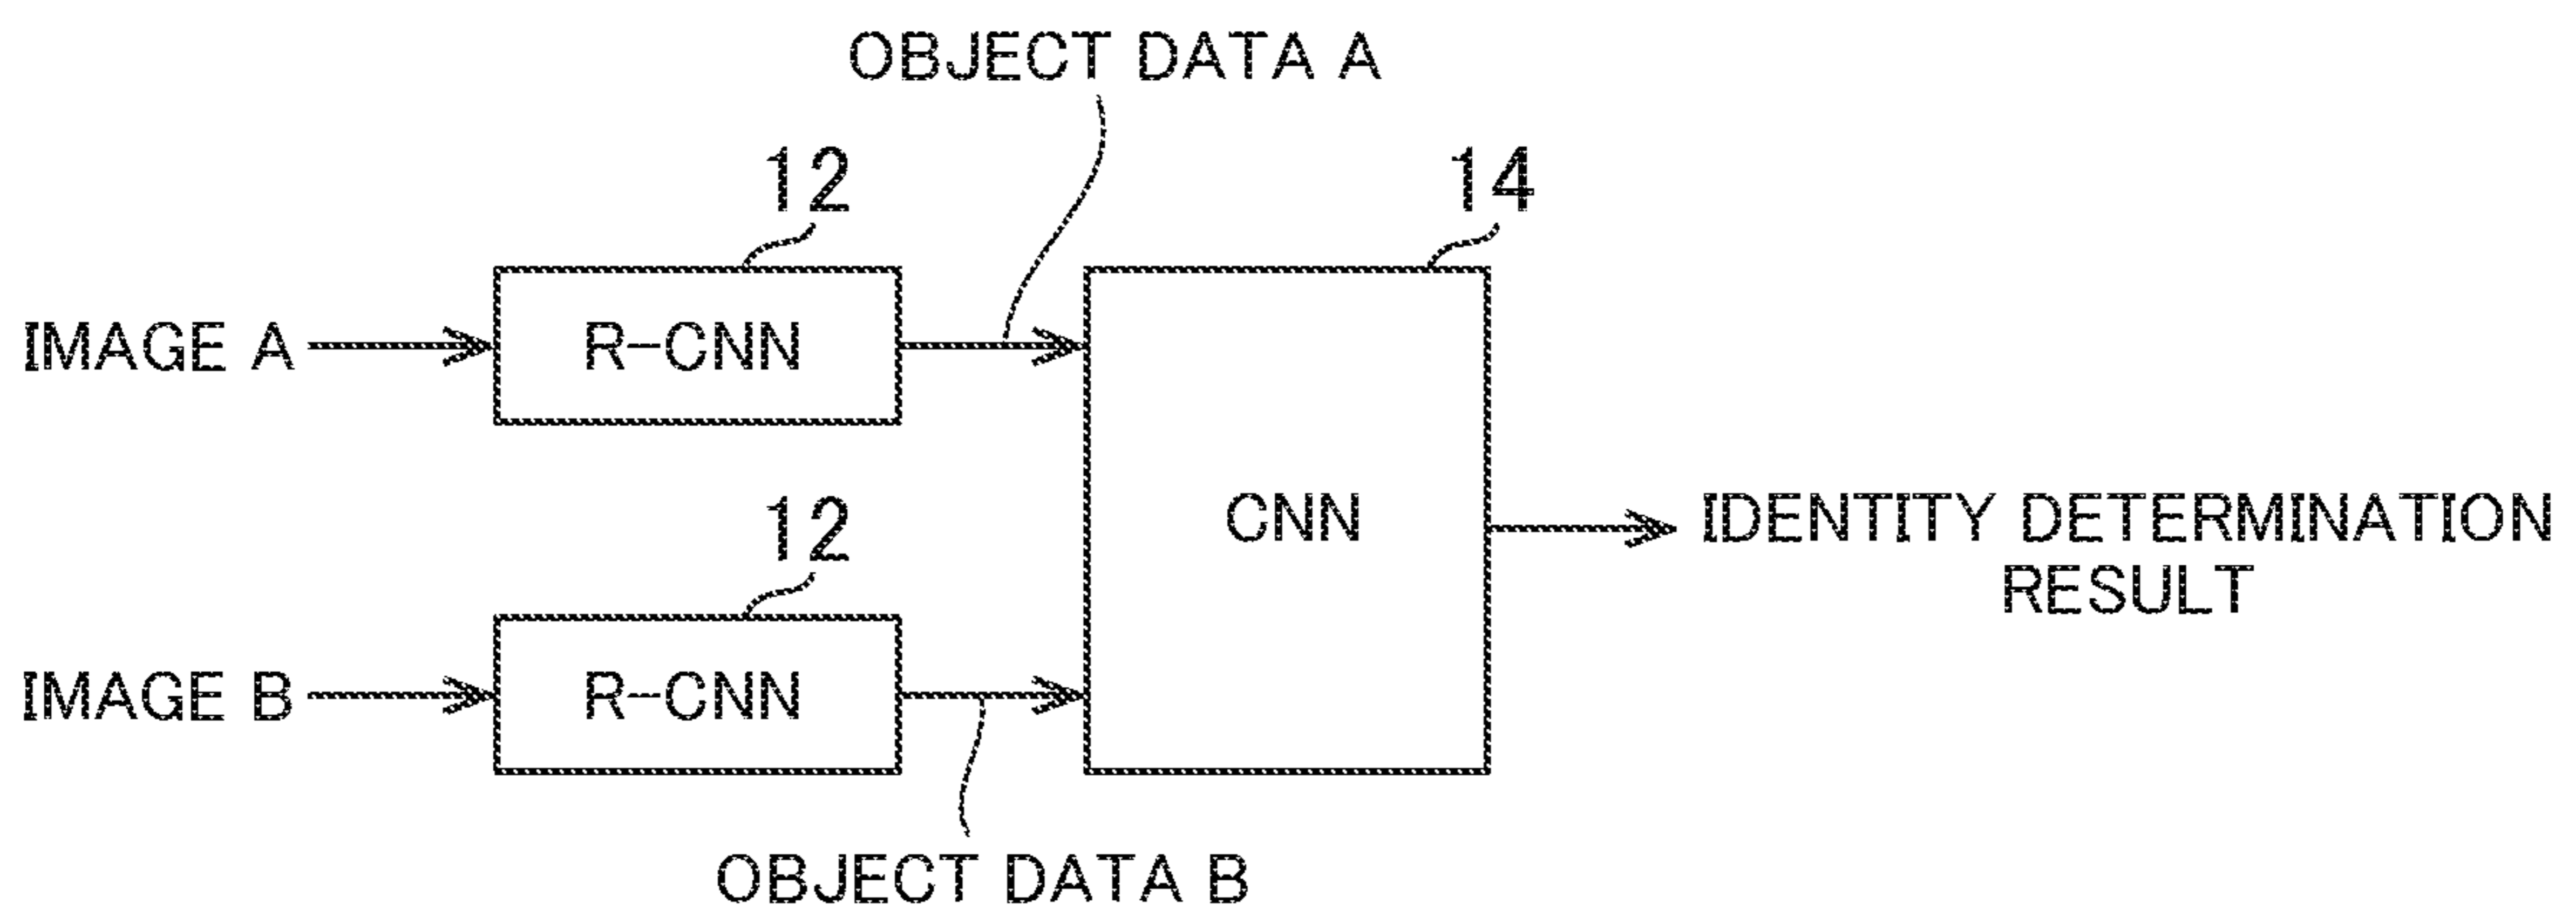 OBJECT DATA A
12
14
IMAGE A
R-CNN
CNN
12
IDENTITY DETERMINATION
RESULT
IMAGE B
R-CNN
OBJECT DATA B